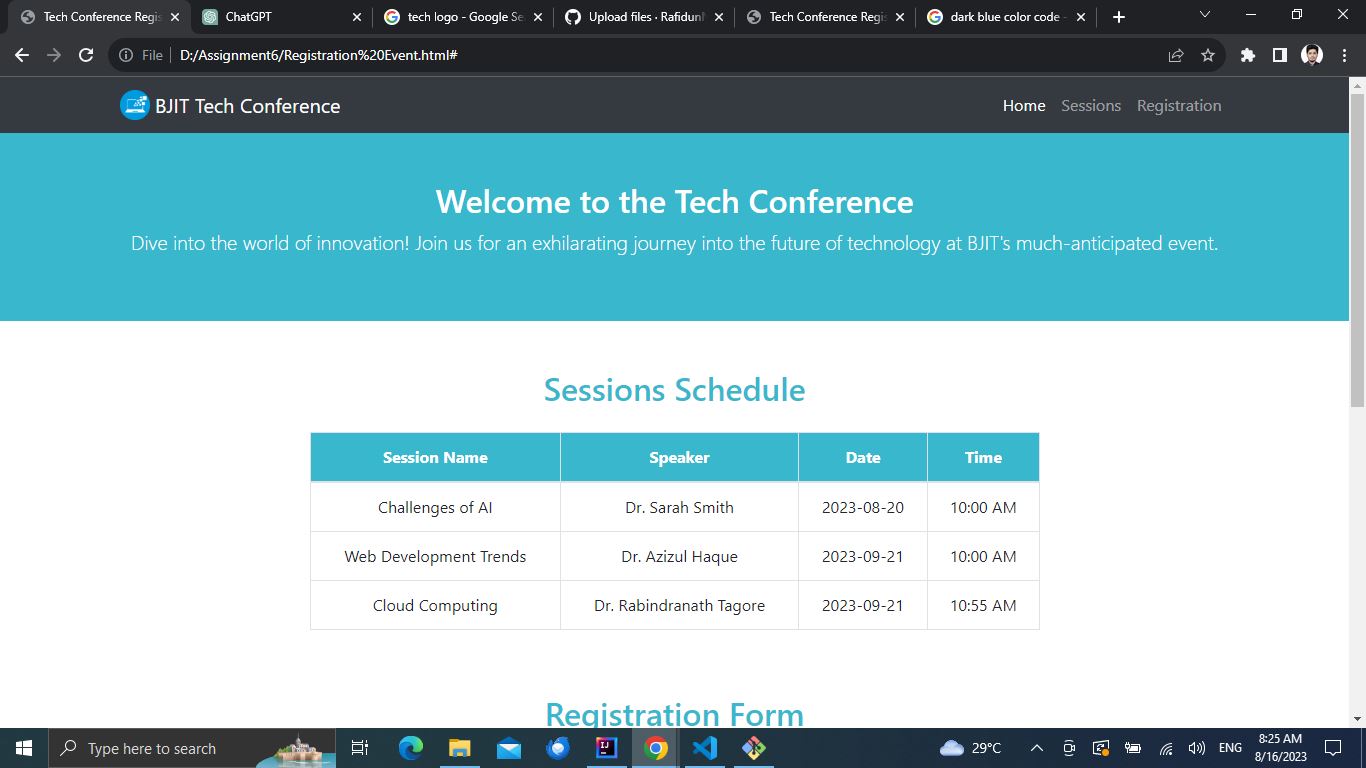 Tech Conference Regis
ChatGPT
tech logo - Google Se
Upload files · Rafidun
Tech Conference Regis
dark blue color code -
File
D:/Assignment6/Registration%20Event.html#
BJIT Tech Conference
Home
Sessions
Registration
Welcome to the Tech Conference
Dive into the world of innovation! Join us for an exhilarating journey into the future of technology at BJIT's much-anticipated event.
Sessions Schedule
Session Name Speaker Date Time
Challenges of AI Dr. Sarah Smith 2023-08-20 10:00 AM
Web Development Trends Dr. Azizul Haque 2023-09-21 10:00 AM
Cloud Computing Dr. Rabindranath Tagore 2023-09-21 10:55 AM
Registration Form
Type here to search
29°C
ENG
8:25 AM
8/16/2023